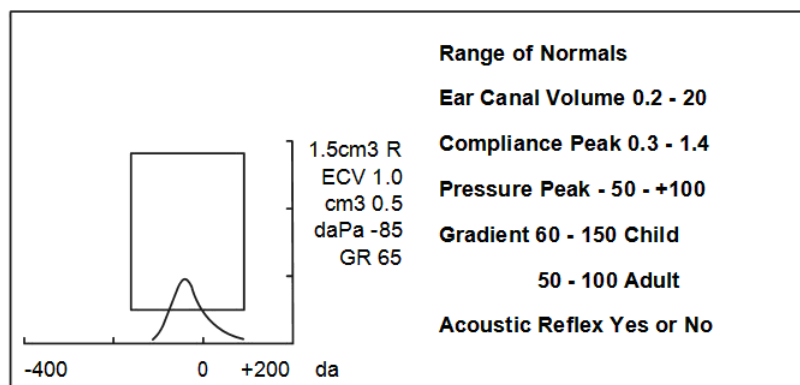 1.5cm3 R
ECV 1.0
cm3 0.5
daPa -85
GR 65
-400 0 +200 da
Range of Normals
Ear Canal Volume 0.2 - 20
Compliance Peak 0.3 - 1.4
Pressure Peak - 50 - +100
Gradient 60 - 150 Child
50 - 100 Adult
Acoustic Reflex Yes or No